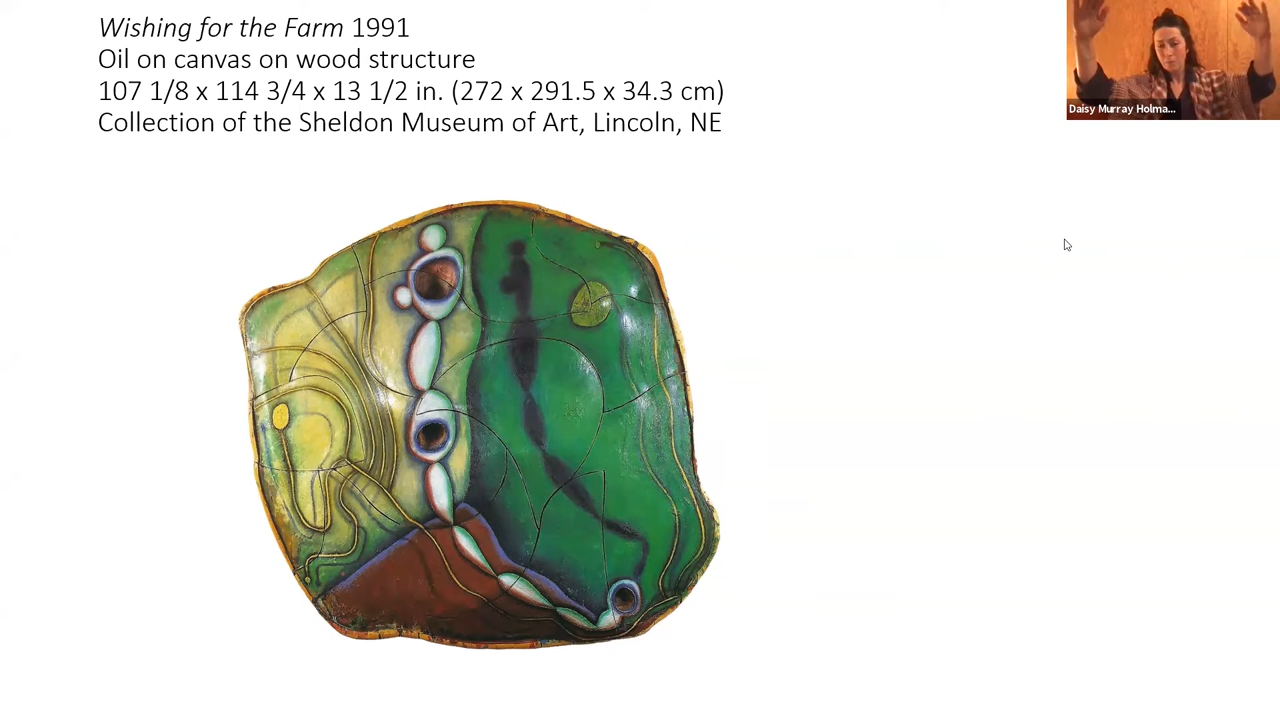 Wishing for the Farm 1991
Oil on canvas on wood structure
107 1/8 x 114 3/4 x 13 1/2 in. (272 x 291.5 x 34.3 cm)
Collection of the Sheldon Museum of Art, Lincoln, NE
Daisy Murray Holma...